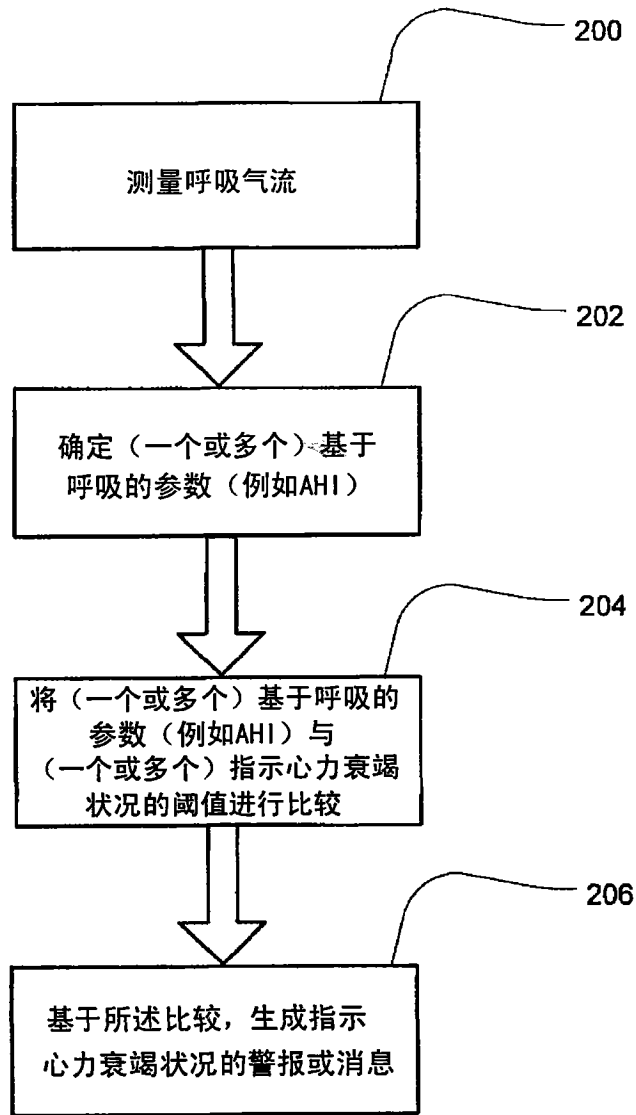 200
测量呼吸气流
202
确定（一个或多个）基于
呼吸的参数（例如AHI）
204
将（一个或多个）基于呼吸的
参数（例如AHI）与
（一个或多个）指示心力衰竭
状况的阈值进行比较
206
基于所述比较，生成指示
心力衰竭状况的警报或消息